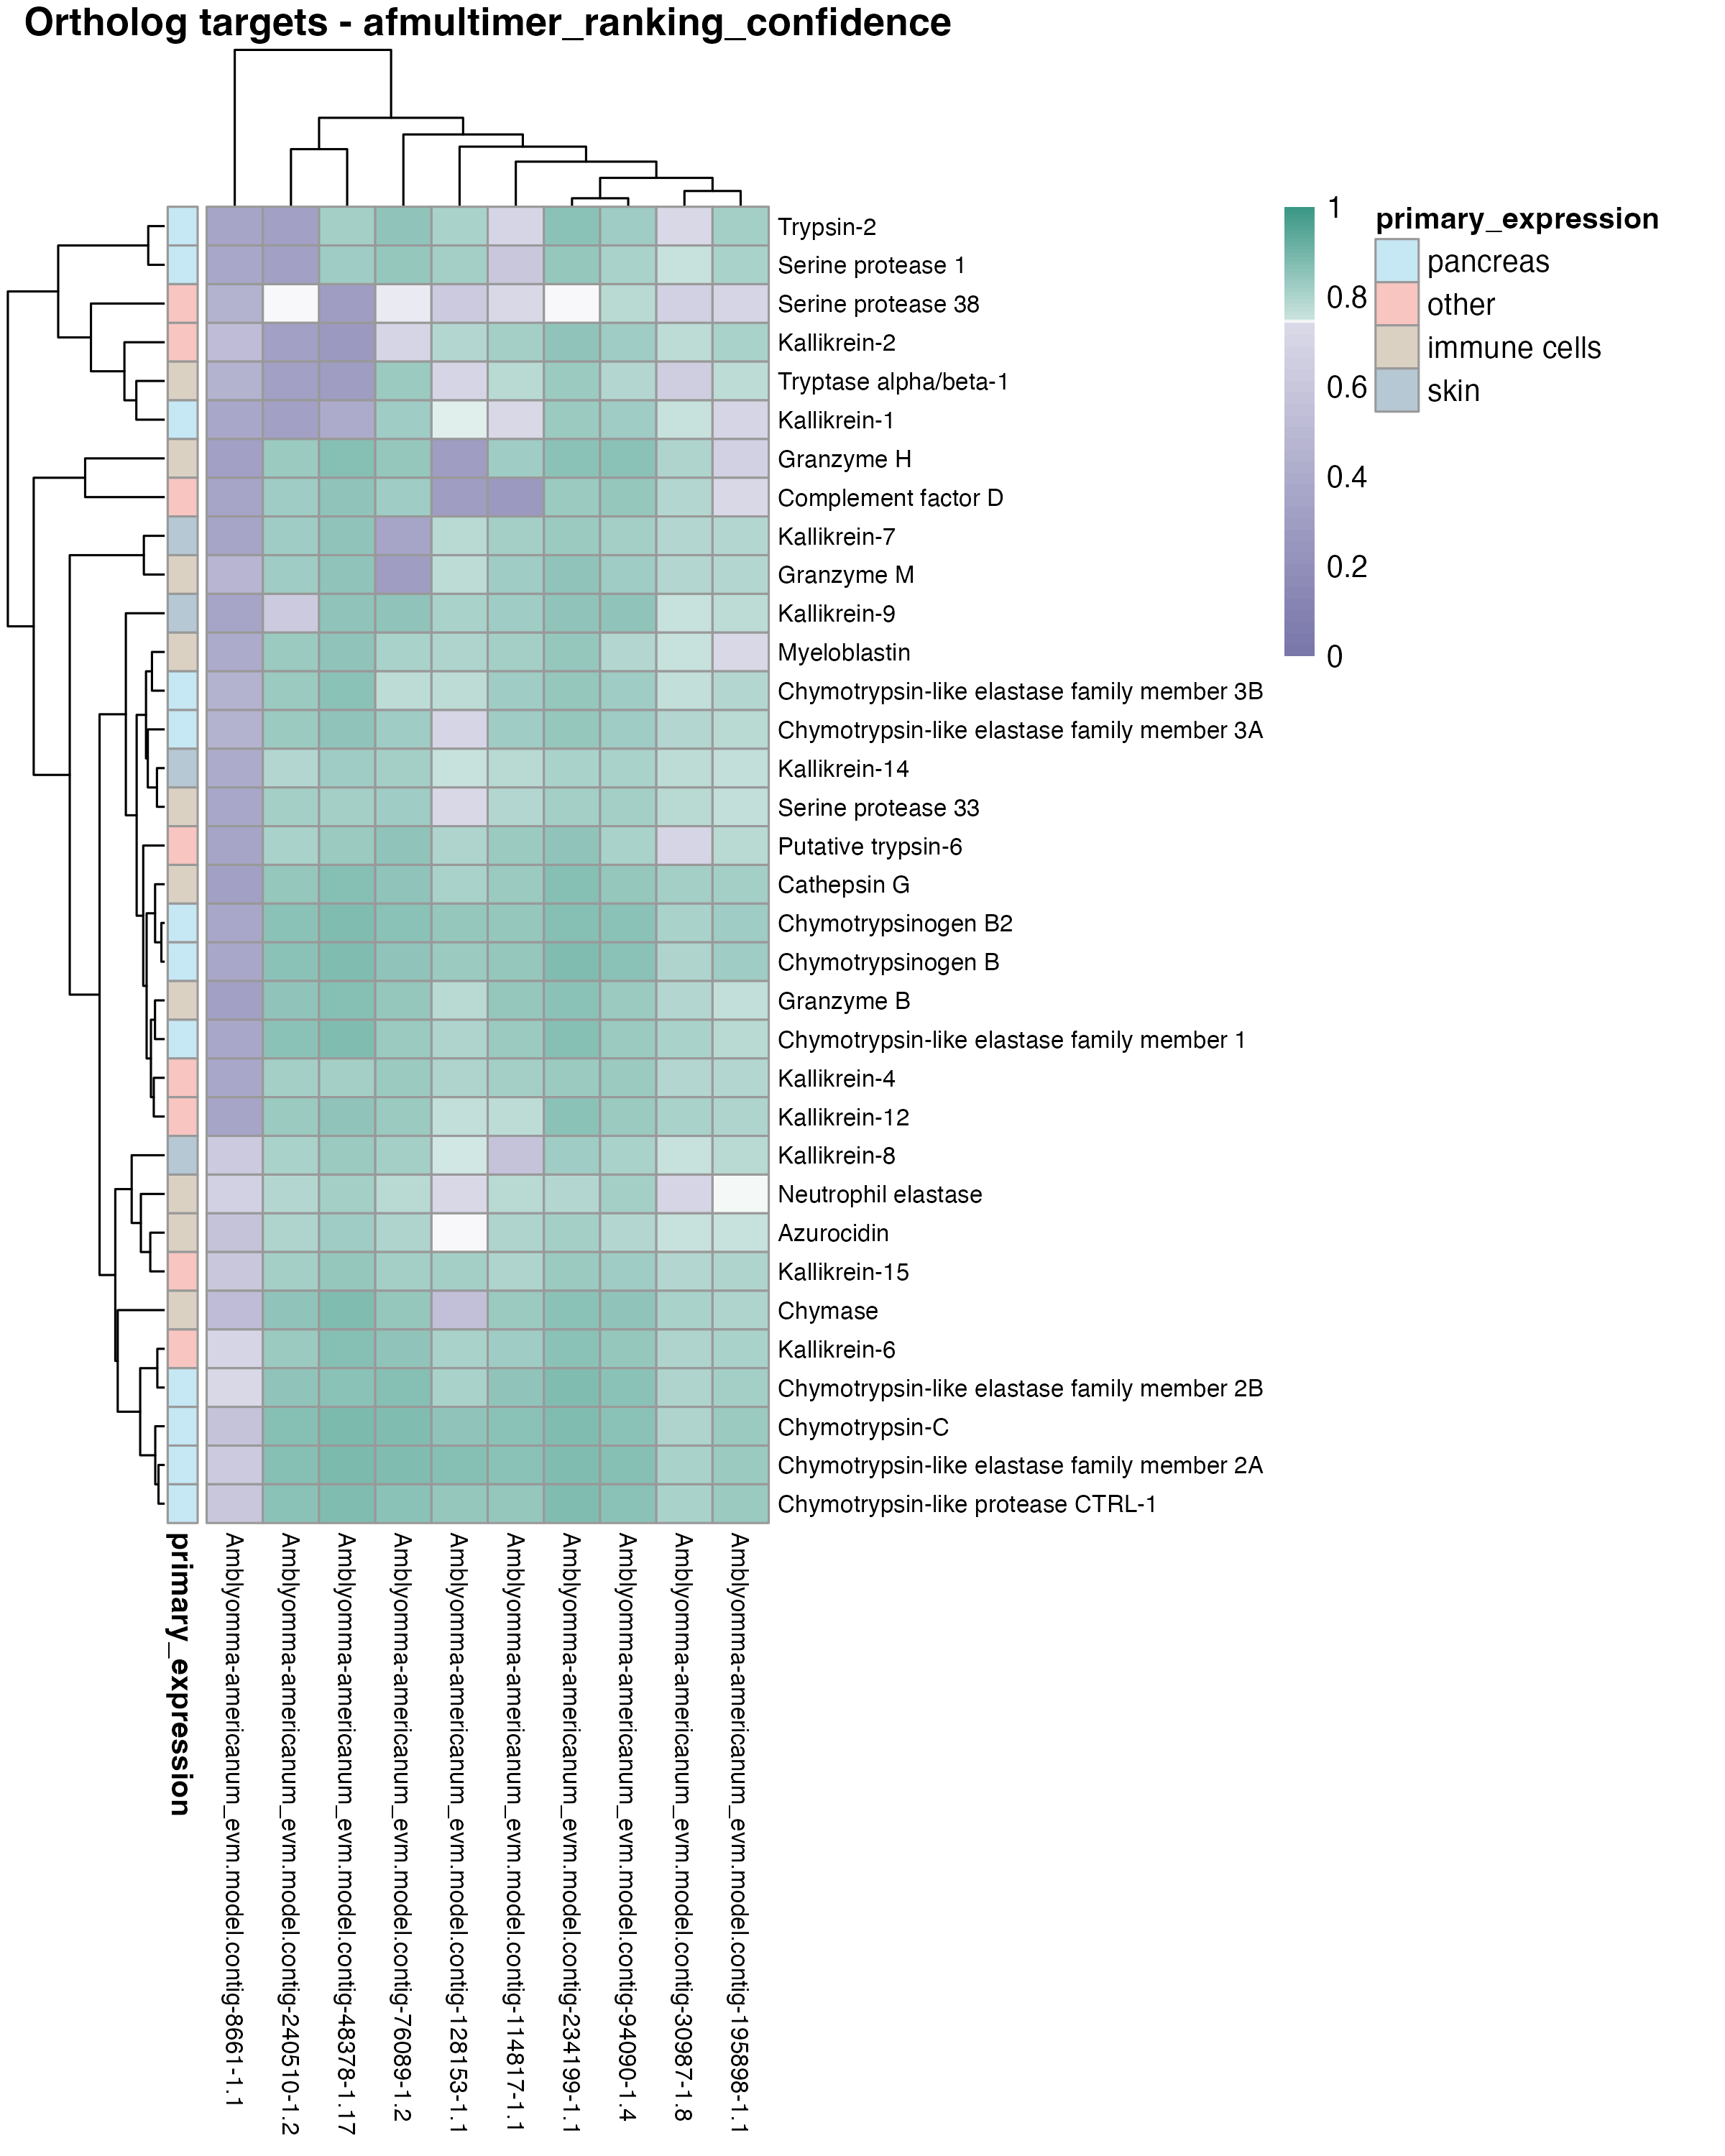 Ortholog targets - afmultimer_ranking_confidence
Trypsin-2
Serine protease 1
Serine protease 38
Kallikrein-2
Tryptase alpha/beta-1
Kallikrein-1
Granzyme H
Complement factor D
Kallikrein-7
Granzyme M
Kallikrein-9
Myeloblastin
Chymotrypsin-like elastase family member 3B
Chymotrypsin-like elastase family member 3A
Kallikrein-14
Serine protease 33
Putative trypsin-6
Cathepsin G
Chymotrypsinogen B2
Chymotrypsinogen B
Granzyme B
Chymotrypsin-like elastase family member 1
Kallikrein-4
Kallikrein-12
Kallikrein-8
Neutrophil elastase
Azurocidin
Kallikrein-15
Chymase
Kallikrein-6
Chymotrypsin-like elastase family member 2B
Chymotrypsin-C
Chymotrypsin-like elastase family member 2A
Chymotrypsin-like protease CTRL-1
1
0.8
0.6
0.4
0.2
0
primary_expression
pancreas
other
immune cells
skin
primary_expression
Amblyomma-americanum_evm.model.contig-8661-1.1
Amblyomma-americanum_evm.model.contig-240510-1.2
Amblyomma-americanum_evm.model.contig-48378-1.17
Amblyomma-americanum_evm.model.contig-76089-1.2
Amblyomma-americanum_evm.model.contig-128153-1.1
Amblyomma-americanum_evm.model.contig-114817-1.1
Amblyomma-americanum_evm.model.contig-234199-1.1
Amblyomma-americanum_evm.model.contig-94090-1.4
Amblyomma-americanum_evm.model.contig-30987-1.8
Amblyomma-americanum_evm.model.contig-195898-1.1